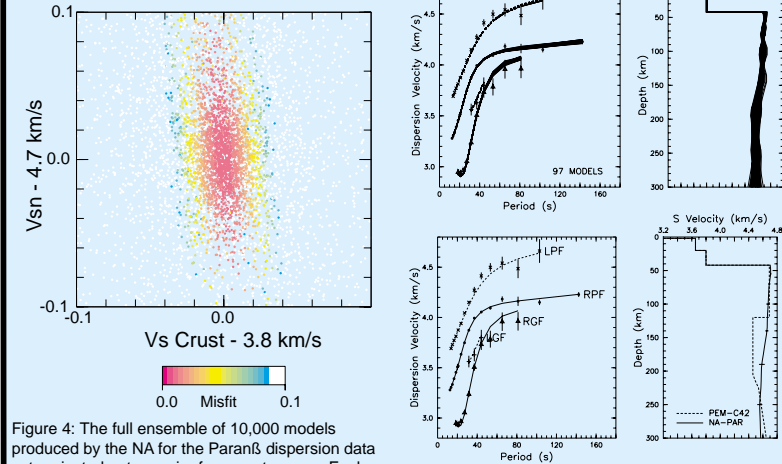 0.1
0.0
-0.1
Vsn - 4.7 km/s
-0.1 0.0 0.1
Vs Crust - 3.8 km/s
0.0 Misfit 0.1
Figure 4: The full ensemble of 10,000 models
produced by the NA for the Paranß dispersion data
4.5
4.0
3.5
3.0
Dispersion Velocity (km/s)
97 MODELS
0 40 80 120 160
Period (s)
50
100
150
200
250
300
Depth (km)
4.5
4.0
3.5
3.0
Dispersion Velocity (km/s)
LPF
RPF
RGF
LGF
0 40 80 120 160
Period (s)
S Velocity (km/s)
3.2 3.6 4.0 4.4 4.8
0
50
100
150
200
250
300
Depth (km)
PEM-C42
NA-PAR